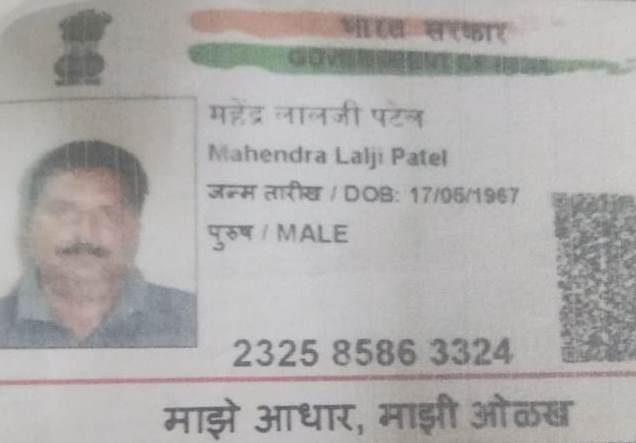 भारत सरकार
GOVERNMENT OF INDIA
महेंद्र लालजी पटेल
Mahendra Lalji Patel
जन्म तारीख / DOB: 17/06/1967
पुरुष / MALE
2325 8586 3324
माझे आधार, माझी ओळख